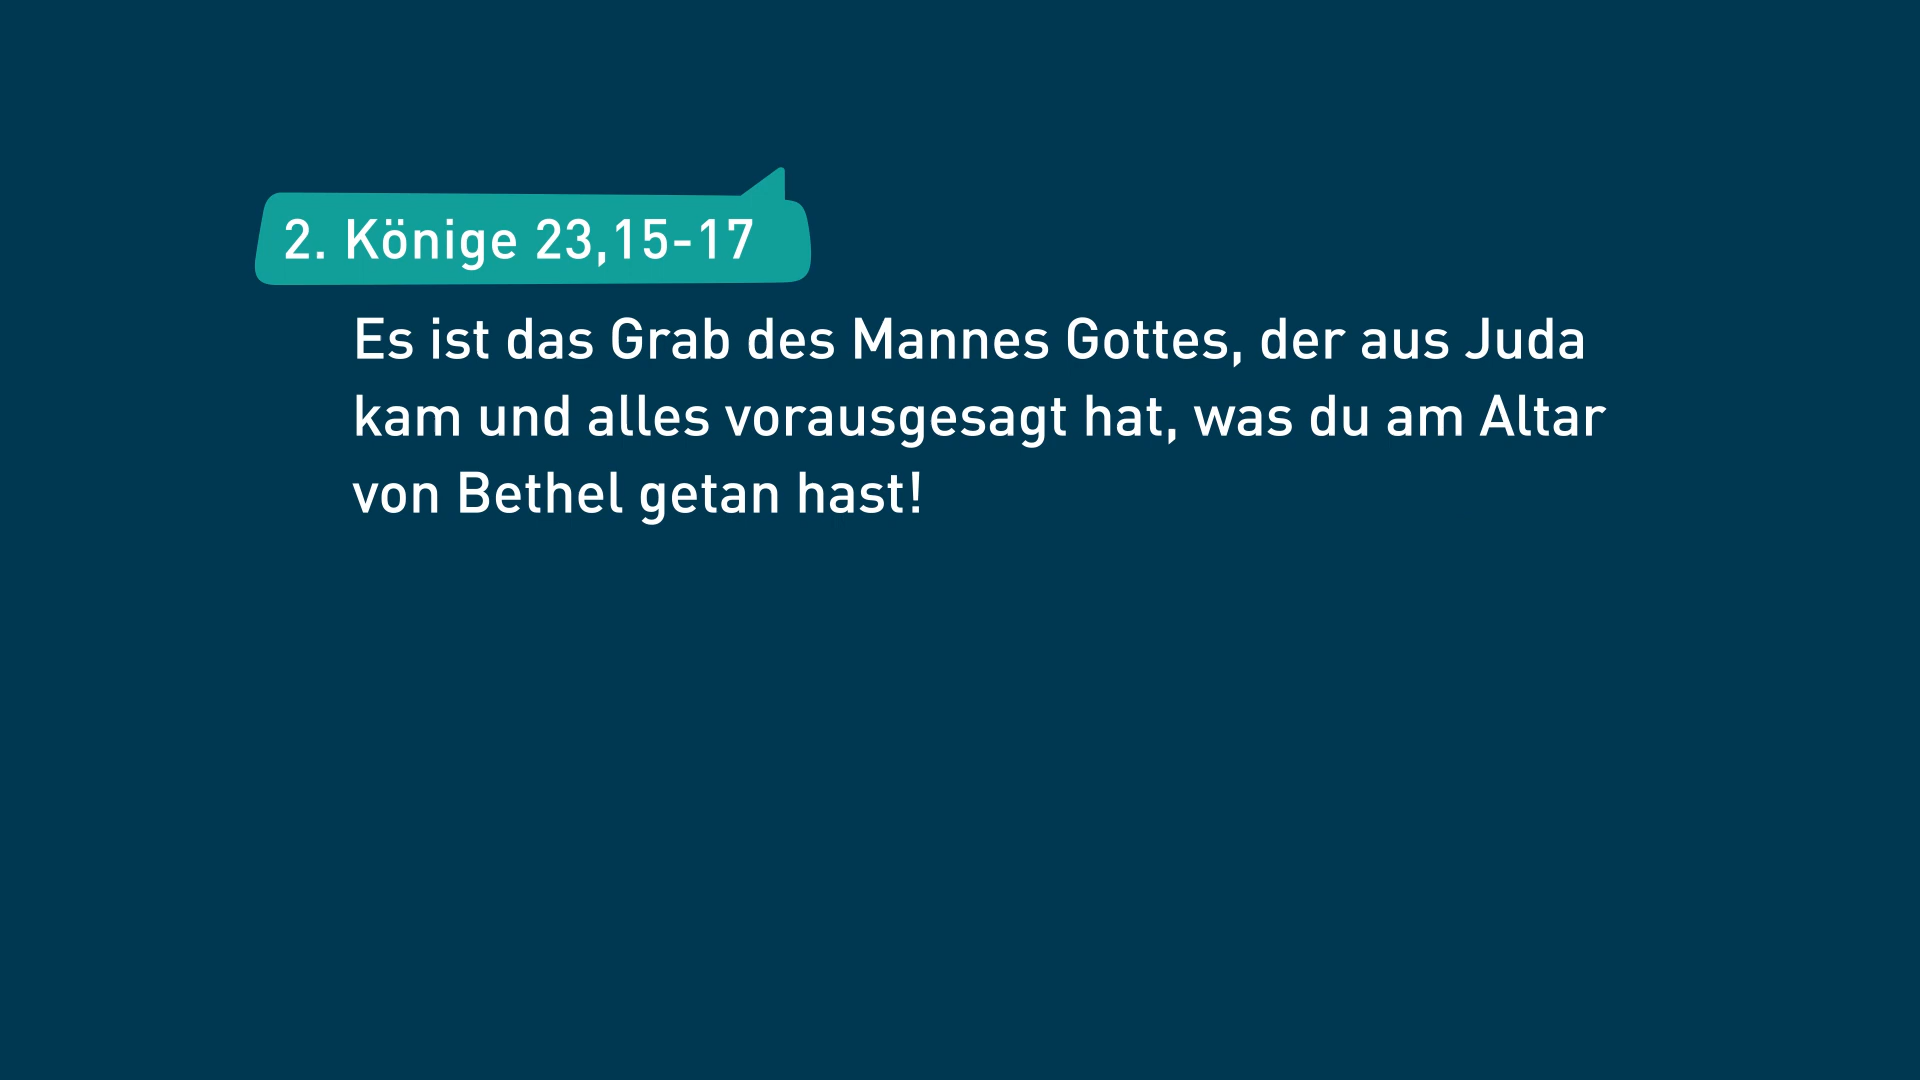 2. Könige 23,15-17
Es ist das Grab des Mannes Gottes, der aus Juda
kam und alles vorausgesagt hat, was du am Altar
von Bethel getan hast!